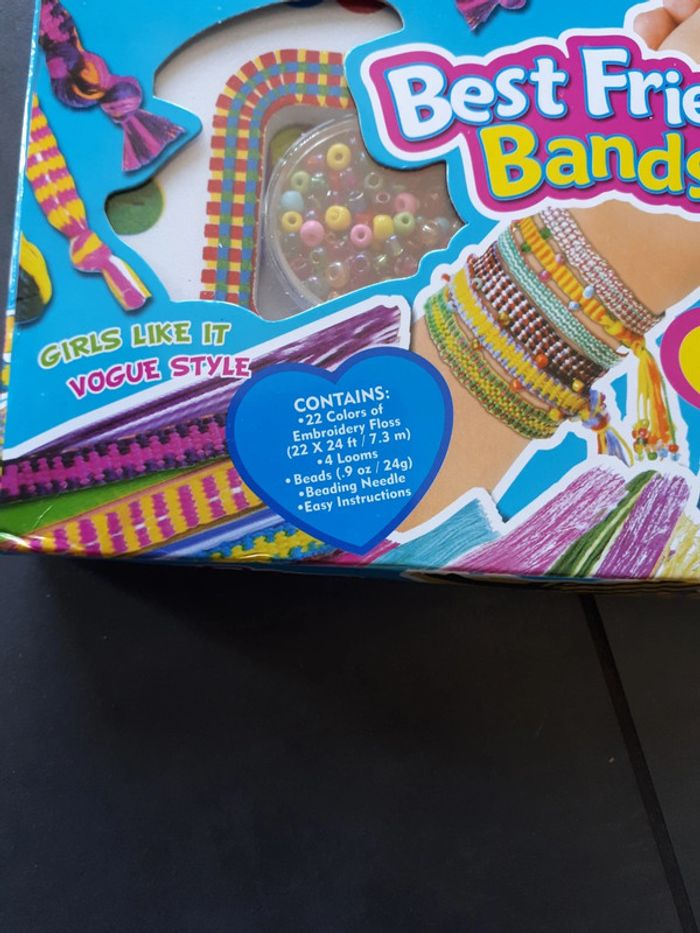 Best Frie
Bands
GIRLS LIKE IT
VOGUE STYLE
CONTAINS:
•22 Colors of
Embroidery Floss
(22 X 24 ft / 7.3 m)
•4 Looms
•Beads (.9 oz / 24g)
•Beading Needle
•Easy Instructions